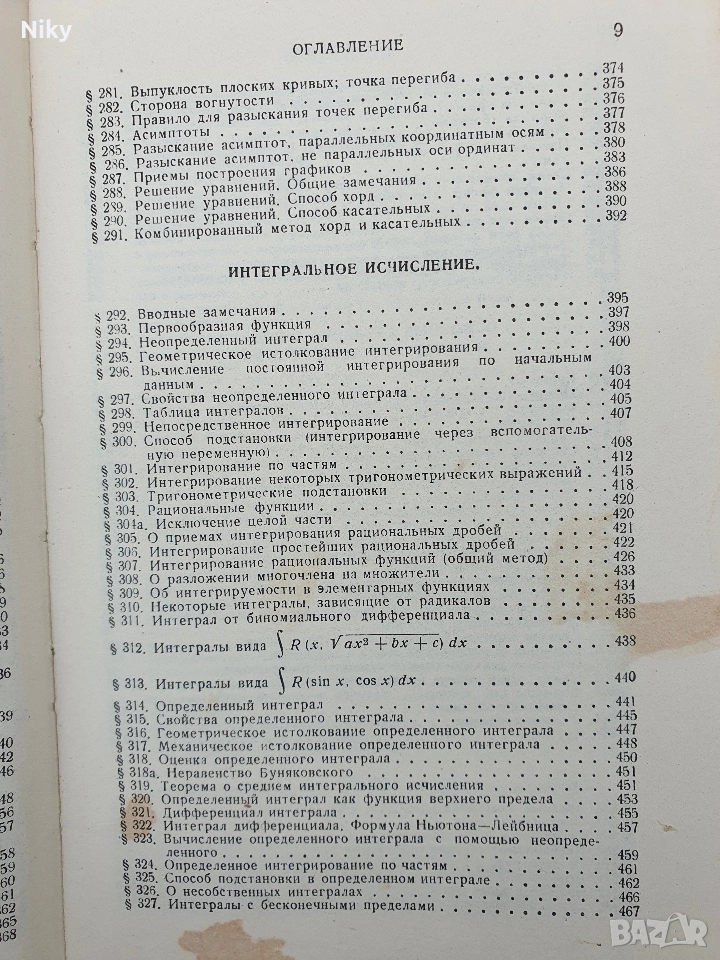 Niky
9
ОГЛАВЛЕНИЕ
§ 281. Выпуклость плоских кривых; точка перегиба . . . . . . . . 374
§ 282. Сторона вогнутости . . . . . . . . 375
§ 283. Правило для разыскания точек перегиба . . . . . . . . 376
§ 284. Асимптоты . . . . . . . . 377
§ 285. Разыскание асимптот, параллельных координатным осям . . . . . . . . 378
§ 286. Разыскание асимптот, не параллельных оси ординат . . . . . . . . 380
§ 287. Приемы построения графиков . . . . . . . . 383
§ 288. Решение уравнений. Общие замечания . . . . . . . . 386
§ 289. Решение уравнений. Способ хорд . . . . . . . . 388
§ 290. Решение уравнений. Способ касательных . . . . . . . . 390
§ 291. Комбинированный метод хорд и касательных . . . . . . . . 392
ИНТЕГРАЛЬНОЕ ИСЧИСЛЕНИЕ.
§ 292. Вводные замечания . . . . . . . . 395
§ 293. Первообразная функция . . . . . . . . 397
§ 294. Неопределенный интеграл . . . . . . . . 398
§ 295. Геометрическое истолкование интегрирования . . . . . . . . 400
§ 296. Вычисление постоянной интегрирования по начальным
данным . . . . . . . . 403
§ 297. Свойства неопределенного интеграла . . . . . . . . 404
§ 298. Таблица интегралов . . . . . . . . 405
§ 299. Непосредственное интегрирование . . . . . . . . 407
§ 300. Способ подстановки (интегрирование через вспомогатель-
ную переменную) . . . . . . . . 408
§ 301. Интегрирование по частям . . . . . . . . 412
§ 302. Интегрирование некоторых тригонометрических выражений . . . . . . . . 415
§ 303. Тригонометрические подстановки . . . . . . . . 418
§ 304. Рациональные функции . . . . . . . . 420
§ 304а. Исключение целой части . . . . . . . . 420
§ 305. О приемах интегрирования рациональных дробей . . . . . . . . 421
§ 306. Интегрирование простейших рациональных дробей . . . . . . . . 422
§ 307. Интегрирование рациональных функций (общий метод) . . . . . . . . 426
§ 308. О разложении многочлена на множители . . . . . . . . 433
§ 309. Об интегрируемости в элементарных функциях . . . . . . . . 434
§ 310. Некоторые интегралы, зависящие от радикалов . . . . . . . . 435
§ 311. Интеграл от биномиального дифференциала . . . . . . . . 436
§ 312. Интегралы вида ∫ R (x, √ax² + bx + c) dx . . . . . . . . 438
§ 313. Интегралы вида ∫ R (sin x, cos x) dx . . . . . . . . 440
§ 314. Определенный интеграл . . . . . . . . 441
§ 315. Свойства определенного интеграла . . . . . . . . 445
§ 316. Геометрическое истолкование определенного интеграла . . . . . . . . 447
§ 317. Механическое истолкование определенного интеграла . . . . . . . . 448
§ 318. Оценка определенного интеграла . . . . . . . . 450
§ 318а. Неравенство Буняковского . . . . . . . . 451
§ 319. Теорема о среднем интегрального исчисления . . . . . . . . 451
§ 320. Определенный интеграл как функция верхнего предела . . . . . . . . 453
§ 321. Дифференциал интеграла . . . . . . . . 455
§ 322. Интеграл дифференциала. Формула Ньютона—Лейбница . . . . . . . . 457
§ 323. Вычисление определенного интеграла с помощью неопреде-
ленного . . . . . . . . 459
§ 324. Определенное интегрирование по частям . . . . . . . . 460
§ 325. Способ подстановки в определенном интеграле . . . . . . . . 462
§ 326. О несобственных интегралах . . . . . . . . 466
§ 327. Интегралы с бесконечными пределами . . . . . . . . 467
BAZAR